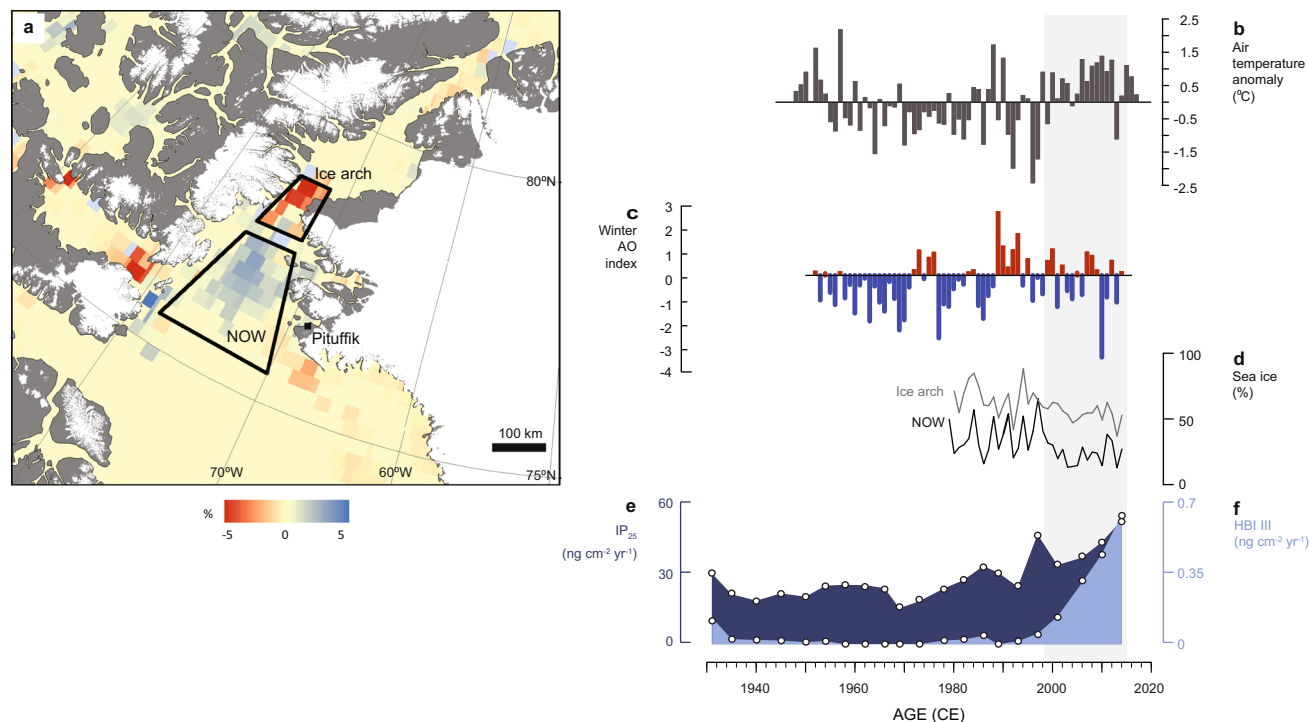 a
Ice arch
80ºN
NOW
Pituffik
100 km
70ºW
60ºW
75ºN
%
-5
0
5
b
Air
temperature
anomaly
(ºC)
2.5
1.5
0.5
-0.5
-1.5
-2.5
c
Winter
AO
index
3
2
1
0
-1
-2
-3
-4
d
Sea ice
(%)
100
50
0
Ice arch
NOW
e
IP25
(ng cm-2 yr-1)
60
30
0
f
HBI III
(ng cm-2 yr-1)
0.7
0.35
0
1940
1960
1980
2000
2020
AGE (CE)